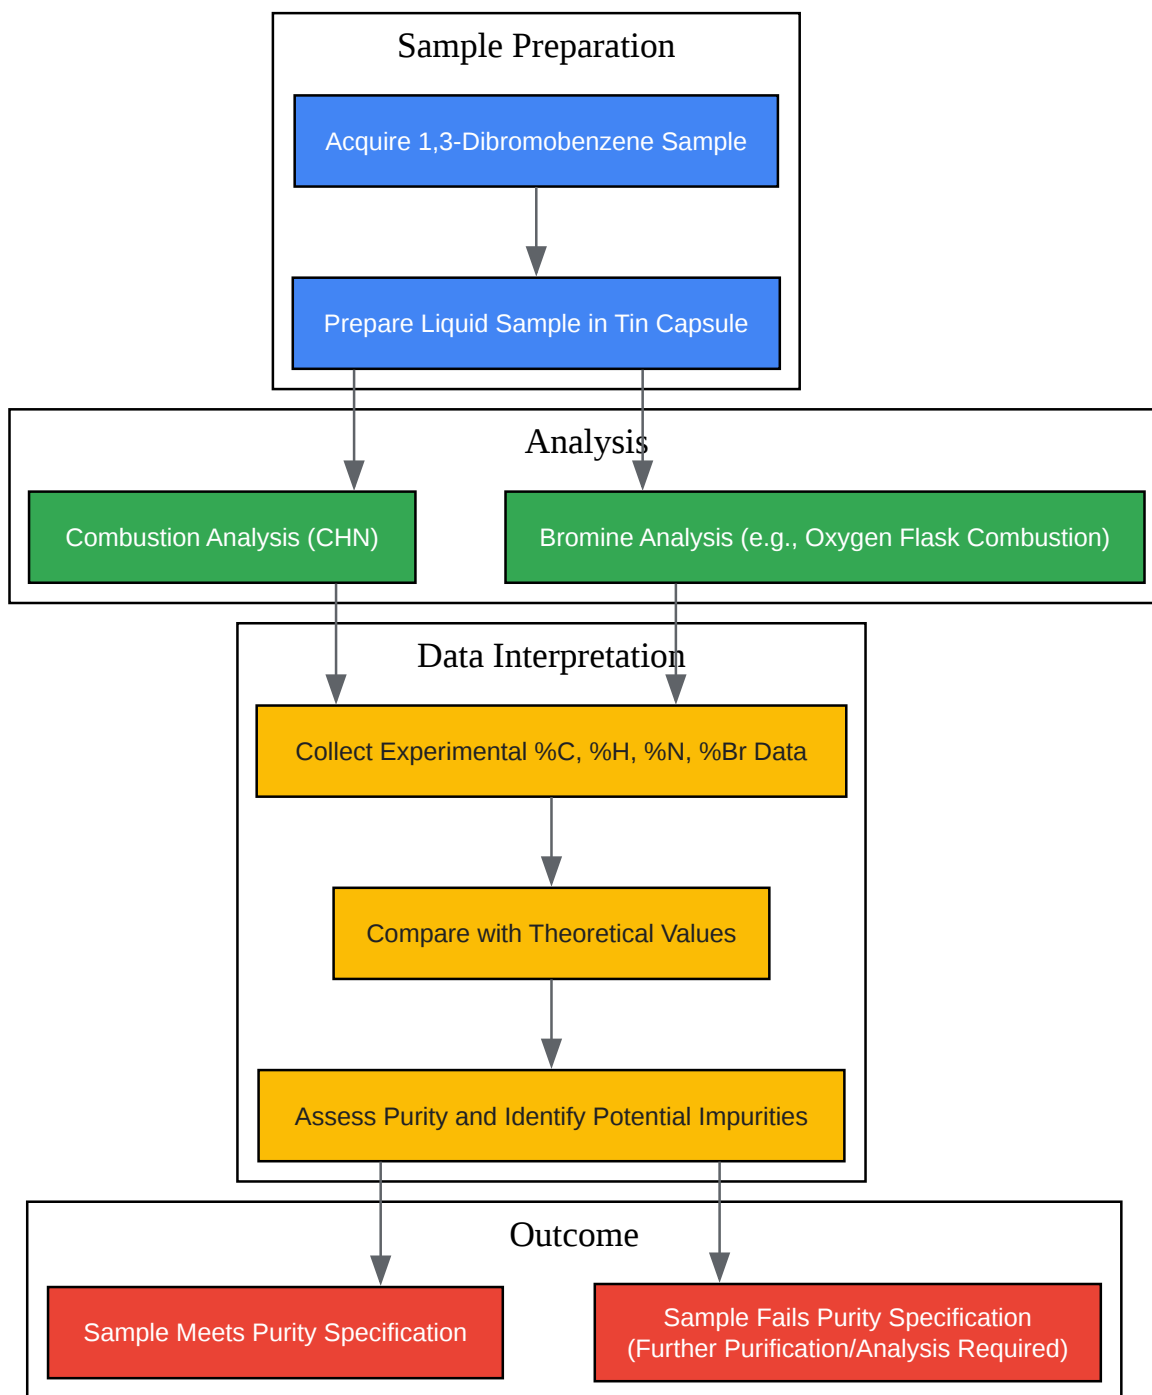 Sample Preparation
Acquire 1,3-Dibromobenzene Sample
Prepare Liquid Sample in Tin Capsule
Analysis
Combustion Analysis (CHN)
Bromine Analysis (e.g., Oxygen Flask Combustion)
Data Interpretation
Collect Experimental %C, %H, %N, %Br Data
Compare with Theoretical Values
Assess Purity and Identify Potential Impurities
Outcome
Sample Meets Purity Specification
Sample Fails Purity Specification
(Further Purification/Analysis Required)